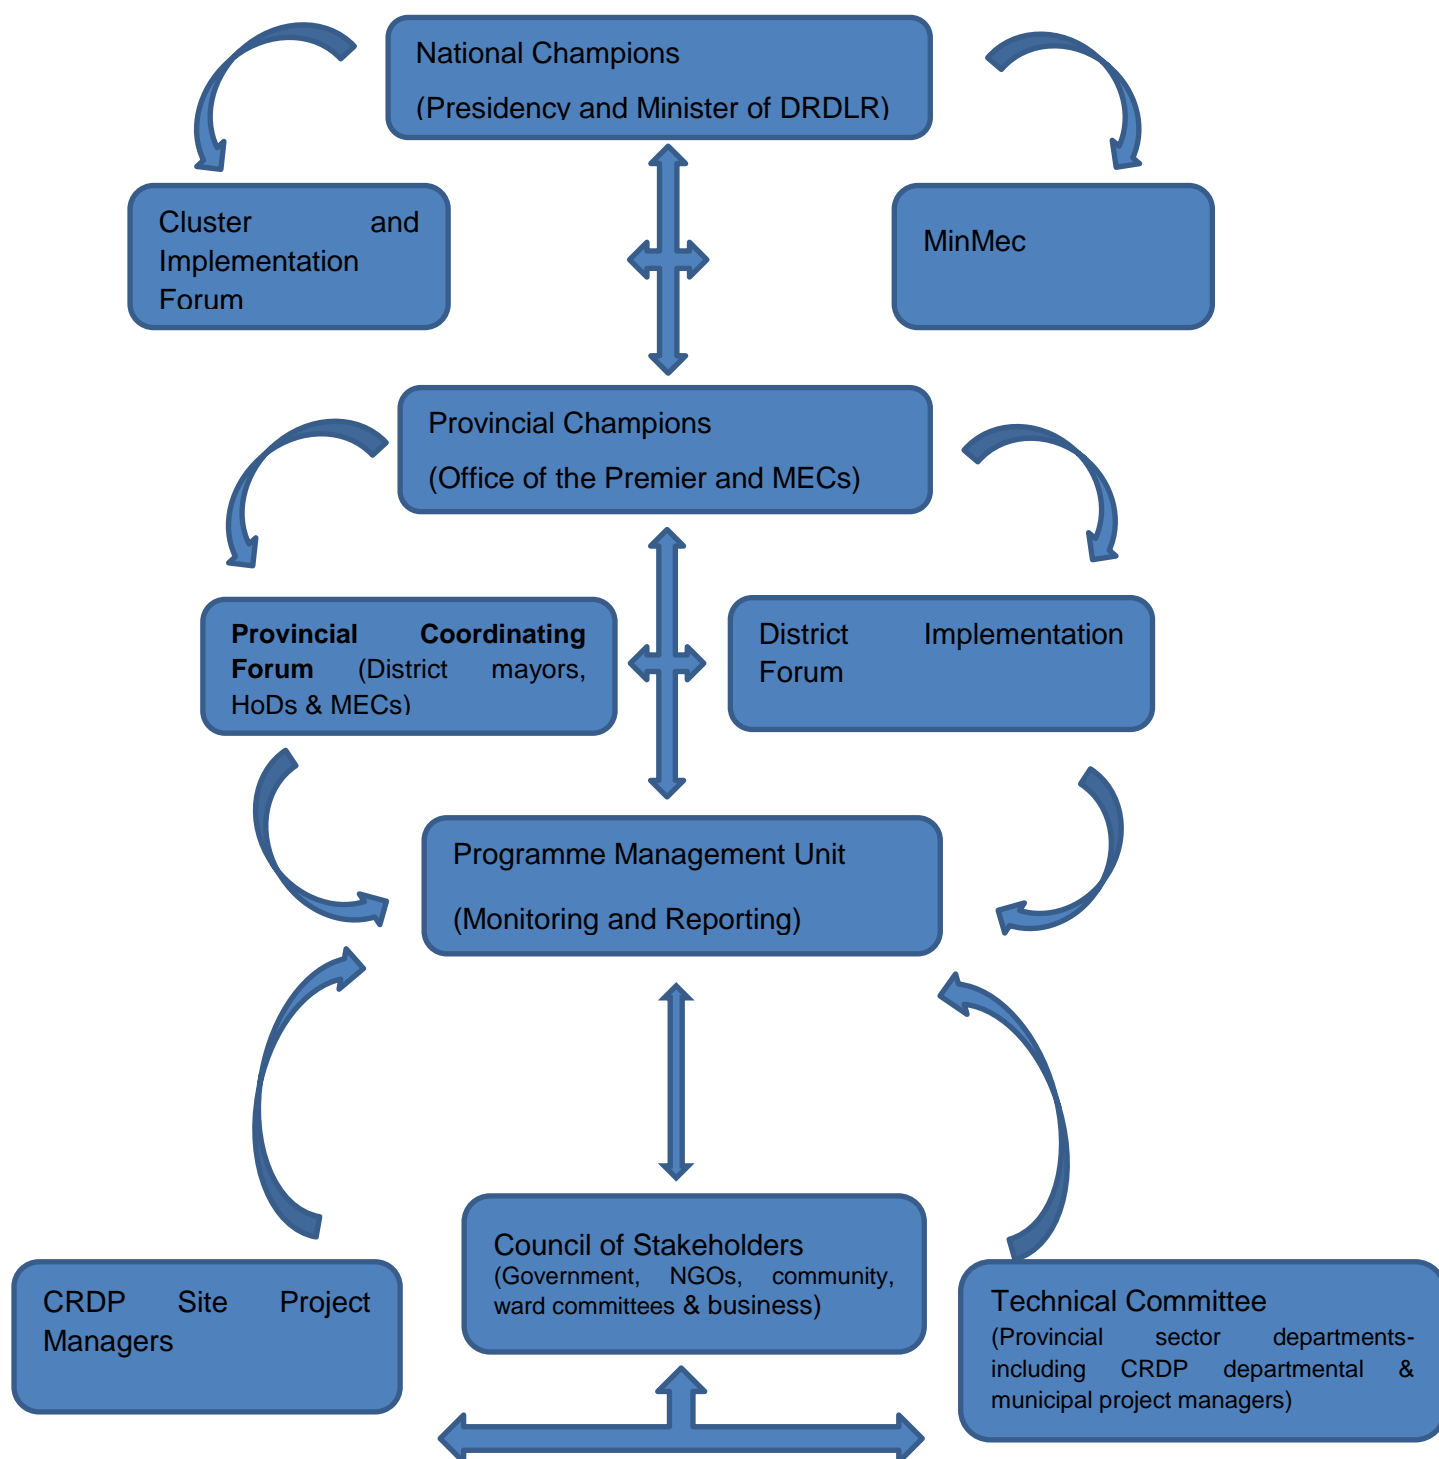 National Champions
(Presidency and Minister of DRDLR)
Cluster and
Implementation
Forum
MinMec
Provincial Champions
(Office of the Premier and MECs)
Provincial Coordinating
Forum (District mayors,
HoDs & MECs)
District Implementation
Forum
Programme Management Unit
(Monitoring and Reporting)
Council of Stakeholders
(Government, NGOs, community,
ward committees & business)
CRDP Site Project
Managers
Technical Committee
(Provincial sector departments-
including CRDP departmental &
municipal project managers)